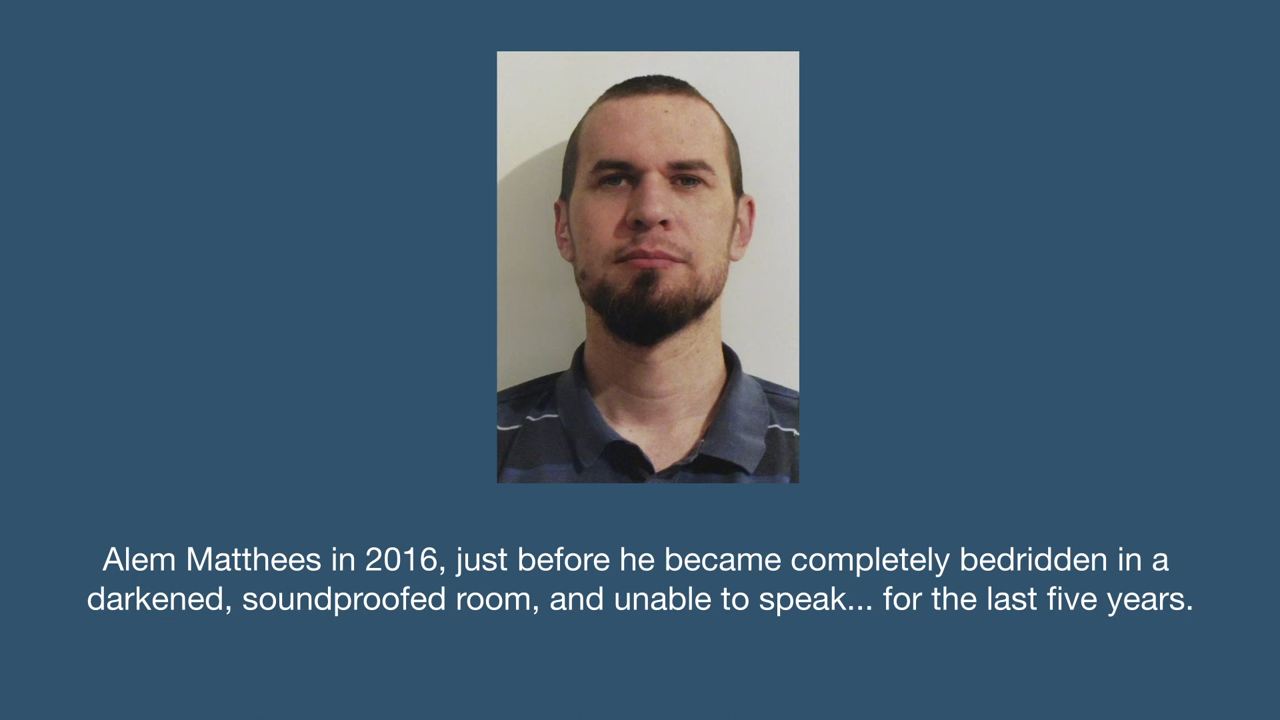 Alem Matthees in 2016, just before he became completely bedridden in a
darkened, soundproofed room, and unable to speak... for the last five years.